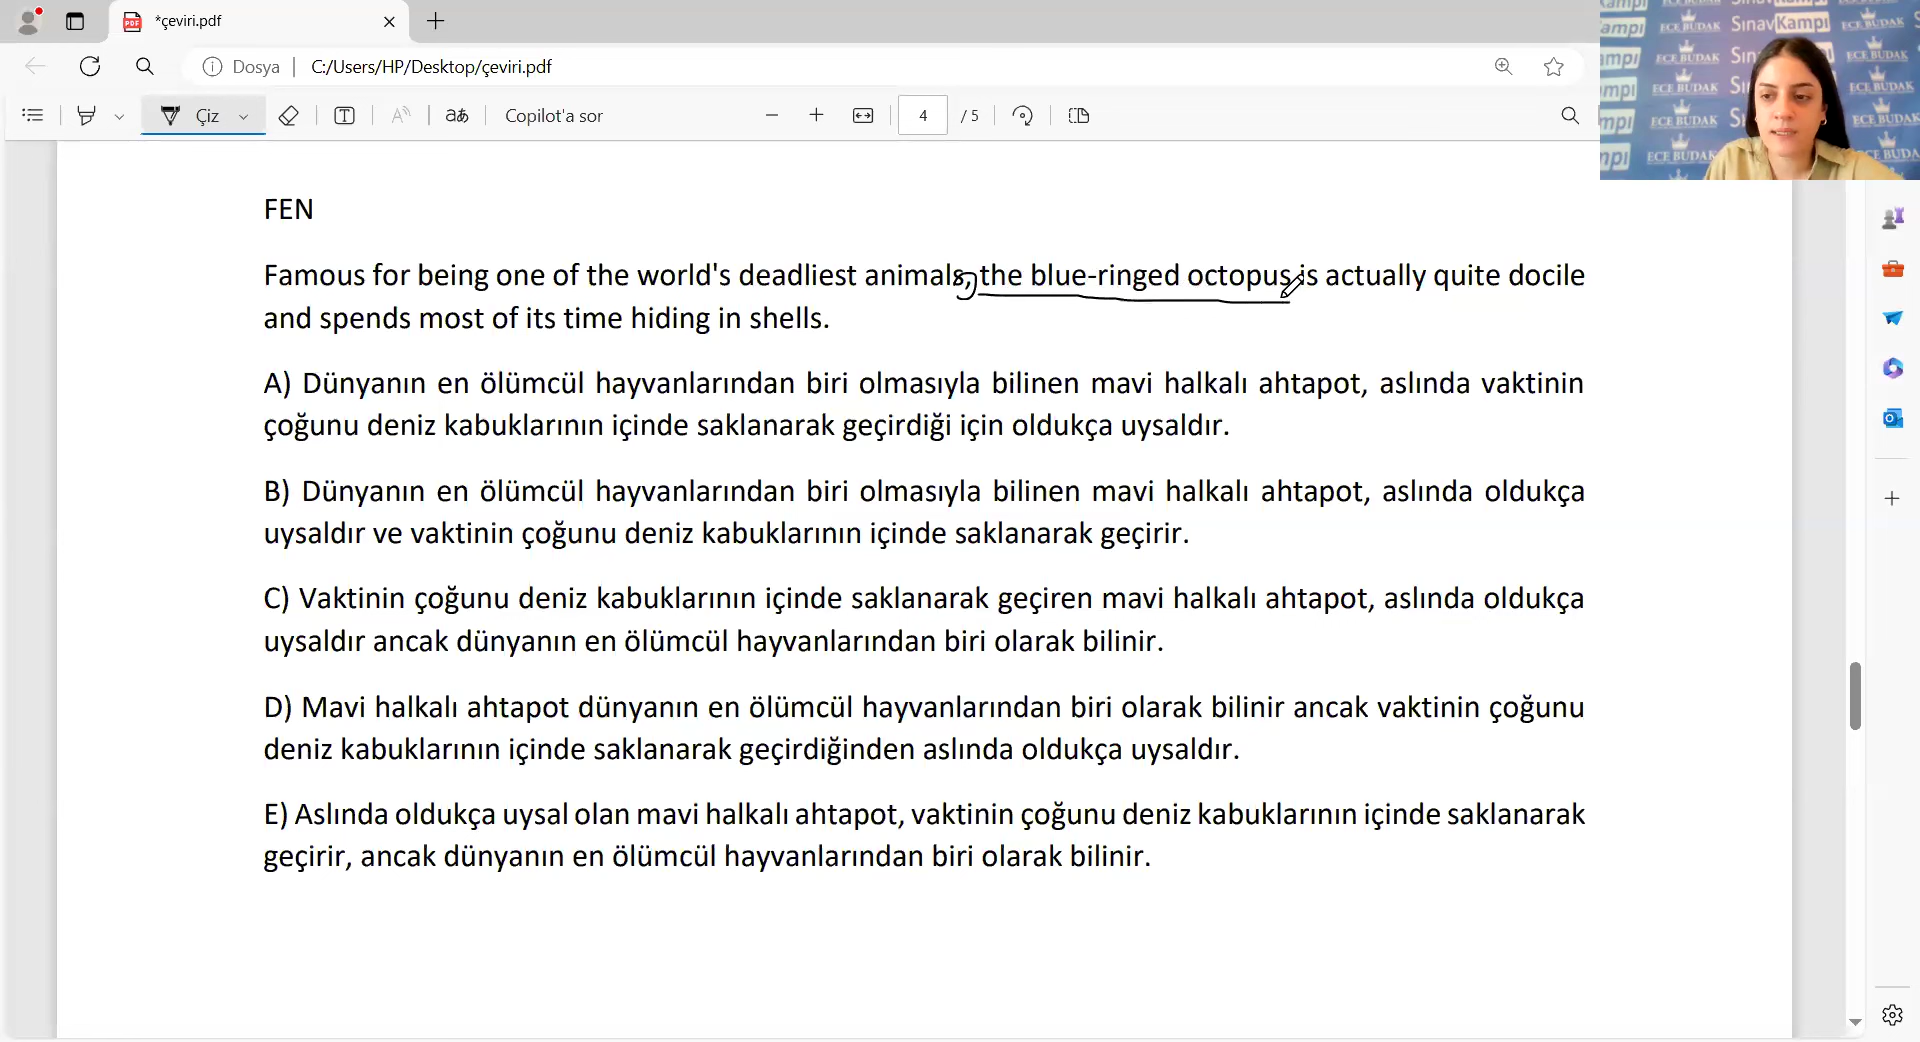 *çeviri.pdf
Dosya | C:/Users/HP/Desktop/çeviri.pdf
Çiz
aあ
Copilot'a sor
4 / 5
SınavKampı
ECE BUDAK
FEN
Famous for being one of the world's deadliest animals, the blue-ringed octopus is actually quite docile
and spends most of its time hiding in shells.
A) Dünyanın en ölümcül hayvanlarından biri olmasıyla bilinen mavi halkalı ahtapot, aslında vaktinin
çoğunu deniz kabuklarının içinde saklanarak geçirdiği için oldukça uysaldır.
B) Dünyanın en ölümcül hayvanlarından biri olmasıyla bilinen mavi halkalı ahtapot, aslında oldukça
uysaldır ve vaktinin çoğunu deniz kabuklarının içinde saklanarak geçirir.
C) Vaktinin çoğunu deniz kabuklarının içinde saklanarak geçiren mavi halkalı ahtapot, aslında oldukça
uysaldır ancak dünyanın en ölümcül hayvanlarından biri olarak bilinir.
D) Mavi halkalı ahtapot dünyanın en ölümcül hayvanlarından biri olarak bilinir ancak vaktinin çoğunu
deniz kabuklarının içinde saklanarak geçirdiğinden aslında oldukça uysaldır.
E) Aslında oldukça uysal olan mavi halkalı ahtapot, vaktinin çoğunu deniz kabuklarının içinde saklanarak
geçirir, ancak dünyanın en ölümcül hayvanlarından biri olarak bilinir.